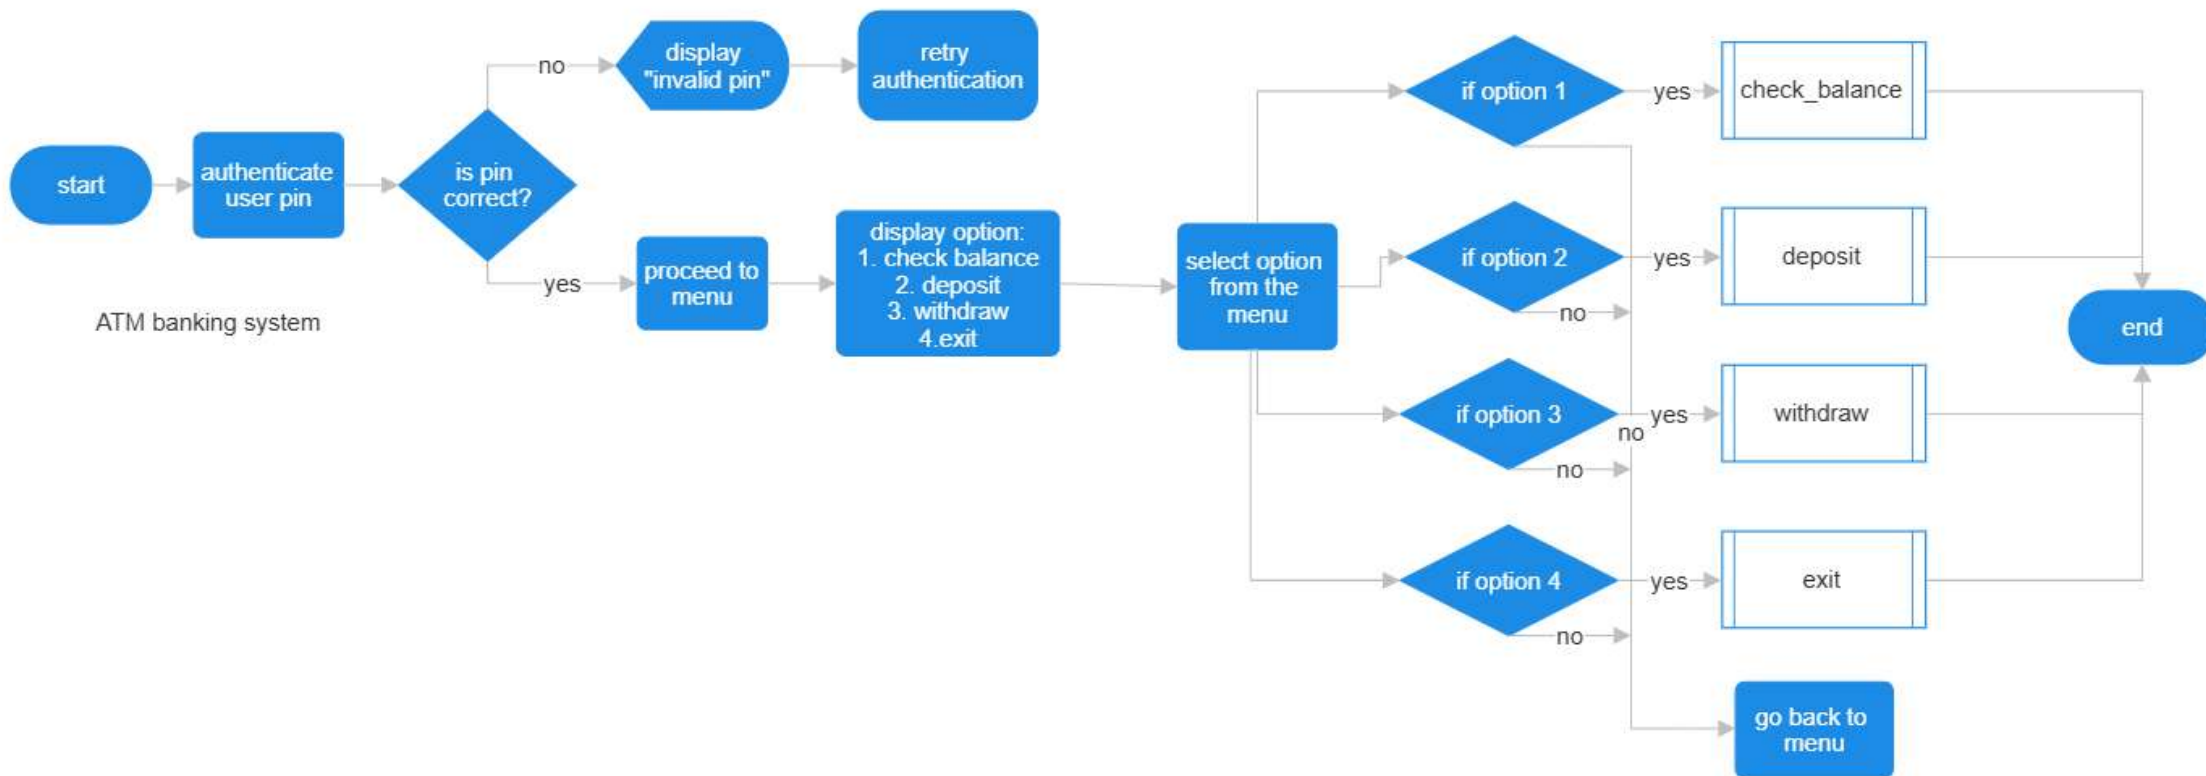 start
authenticate
user pin
is pin
correct?
no
display
"invalid pin"
retry
authentication
yes
proceed to
menu
display option:
1. check balance
2. deposit
3. withdraw
4.exit
select option
from the
menu
if option 1
yes
check_balance
if option 2
yes
deposit
no
if option 3
yes
withdraw
no
no
if option 4
yes
exit
no
go back to
menu
end
ATM banking system